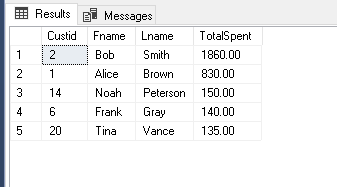 Results Messages
Custid Fname Lname TotalSpent
1 2 Bob Smith 1860.00
2 1 Alice Brown 830.00
3 14 Noah Peterson 150.00
4 6 Frank Gray 140.00
5 20 Tina Vance 135.00